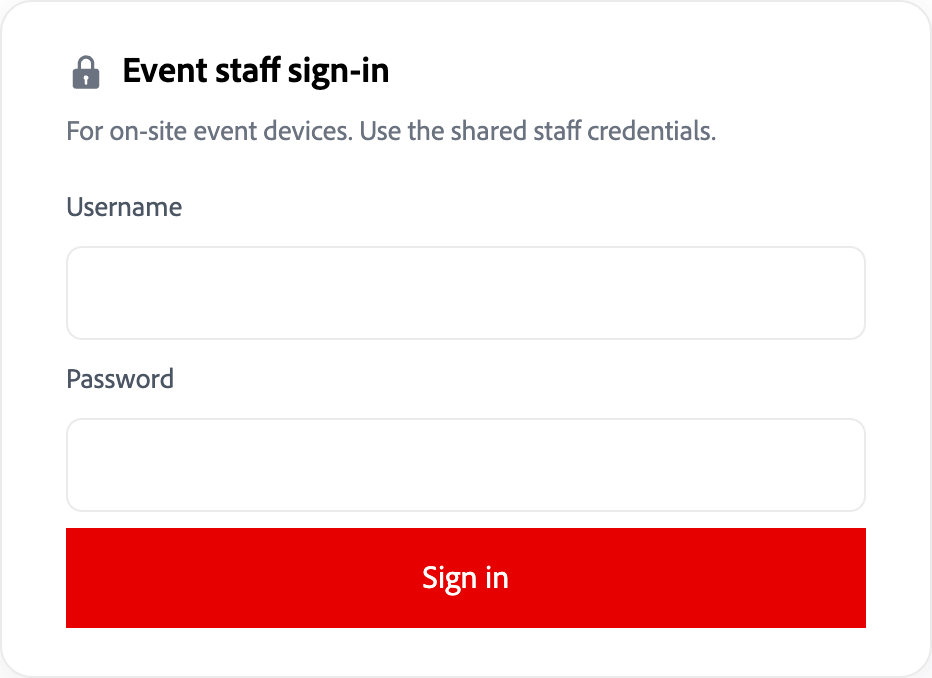 Event staff sign-in
For on-site event devices. Use the shared staff credentials.
Username
Password
Sign in